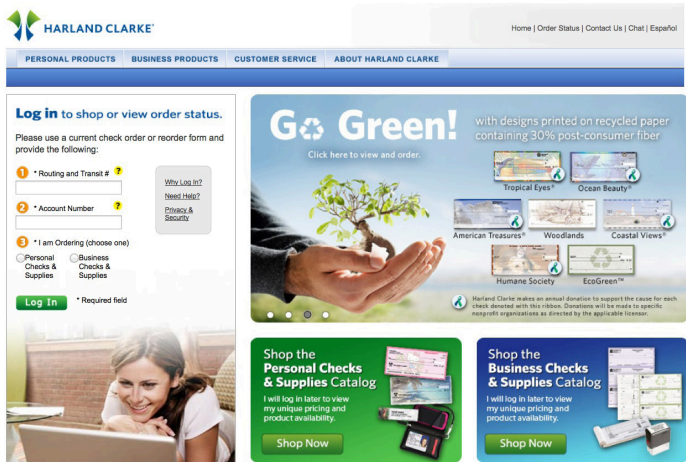 HARLAND CLARKE
Home | Order Status | Contact Us | Chat | Español
PERSONAL PRODUCTS BUSINESS PRODUCTS CUSTOMER SERVICE ABOUT HARLAND CLARKE
Log in to shop or view order status.
Please use a current check order or reorder form and
provide the following:
1 * Routing and Transit # ?
2 * Account Number ?
3 * I am Ordering (choose one)
Personal
Checks &
Supplies
Business
Checks &
Supplies
Log In * Required field
Why Log In?
Need Help?
Privacy &
Security
Go Green!
Click here to view and order.
with designs printed on recycled paper
containing 30% post-consumer fiber
Tropical Eyes® Ocean Beauty®
American Treasures® Woodlands Coastal Views®
Humane Society EcoGreen™
Harland Clarke makes an annual donation to support the cause for each
check denoted with this ribbon. Donations will be made to specific
nonprofit organizations as directed by the applicable licensor.
Shop the
Personal Checks
& Supplies Catalog
I will log in later to view
my unique pricing and
product availability.
Shop Now
Shop the
Business Checks
& Supplies Catalog
I will log in later to view
my unique pricing and
product availability.
Shop Now